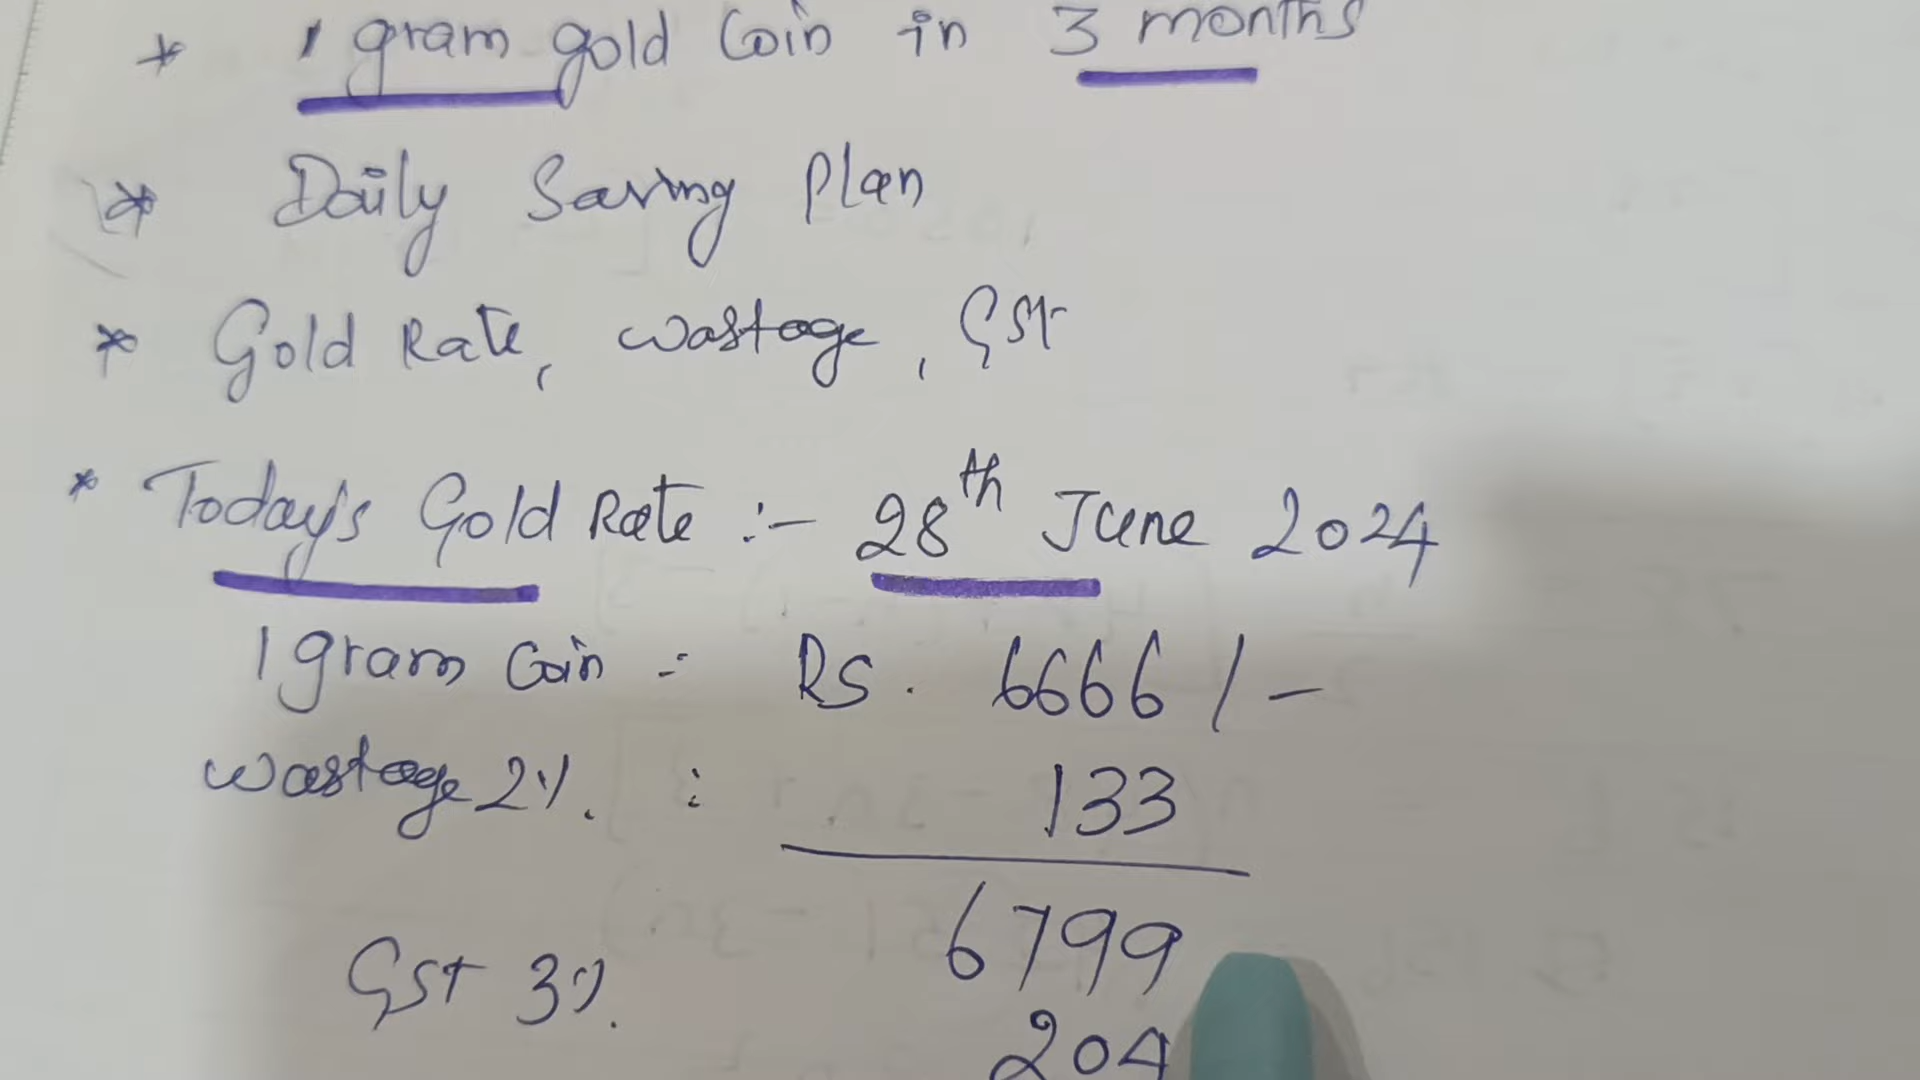 * 1 gram gold Coin in 3 months
* Daily Saving Plan
* Gold Rate, Wastage, GST
* Today's Gold Rate :- 28th June 2024
1 gram Coin - Rs. 6666/-
Wastage 2% : 133
6799
GST 3% 204